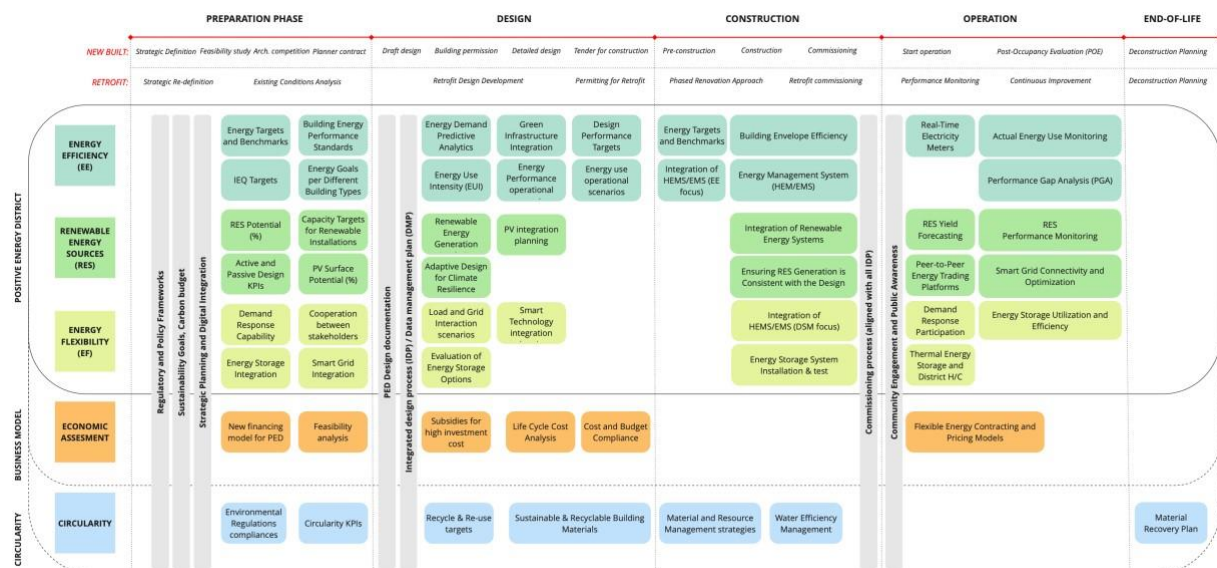 PREPARATION PHASE
DESIGN
CONSTRUCTION
OPERATION
END-OF-LIFE
NEW BUILT:
Strategic Definition
Feasibility study
Arch. competition
Planner contract
Draft design
Building permission
Detailed design
Tender for construction
Pre-construction
Construction
Commissioning
Start operation
Post-Occupancy Evaluation (POE)
Deconstruction Planning
RETROFIT:
Strategic Re-definition
Existing Conditions Analysis
Retrofit Design Development
Permitting for Retrofit
Phased Renovation Approach
Retrofit commissioning
Performance Monitoring
Continuous Improvement
Deconstruction Planning
POSITIVE ENERGY DISTRICT
BUSINESS MODEL
CIRCULARITY
Regulatory and Policy Frameworks
Sustainability Goals, Carbon budget
Strategic Planning and Digital Integration
PED Design documentation
Integrated design process (IDP) / Data management plan (DMP)
Commissioning process (aligned with all IDP)
Community Engagement and Public Awareness
ENERGY
EFFICIENCY
(EE)
Energy Targets
and Benchmarks
Building Energy
Performance
Standards
Energy Demand
Predictive
Analytics
Green
Infrastructure
Integration
Design
Performance
Targets
Energy Targets
and Benchmarks
Building Envelope Efficiency
Real-Time
Electricity
Meters
Actual Energy Use Monitoring
IEQ Targets
Energy Goals
per Different
Building Types
Energy Use
Intensity (EUI)
Energy
Performance
operational
Energy use
operational
scenarios
Integration of
HEMS/EMS (EE
focus)
Energy Management System
(HEM/EMS)
Performance Gap Analysis (PGA)
RENEWABLE
ENERGY
SOURCES
(RES)
RES Potential
(%)
Capacity Targets
for Renewable
Installations
Renewable
Energy
Generation
PV integration
planning
Integration of Renewable
Energy Systems
RES Yield
Forecasting
RES
Performance Monitoring
Active and
Passive Design
KPIs
PV Surface
Potential (%)
Adaptive Design
for Climate
Resilience
Ensuring RES Generation is
Consistent with the Design
Peer-to-Peer
Energy Trading
Platforms
Smart Grid Connectivity and
Optimization
ENERGY
FLEXIBILITY
(EF)
Demand
Response
Capability
Cooperation
between
stakeholders
Load and Grid
Interaction
scenarios
Smart
Technology
integration
Integration of
HEMS/EMS (DSM focus)
Demand
Response
Participation
Energy Storage Utilization and
Efficiency
Energy Storage
Integration
Smart Grid
Integration
Evaluation of
Energy Storage
Options
Energy Storage System
Installation & test
Thermal Energy
Storage and
District H/C
ECONOMIC
ASSESMENT
New financing
model for PED
Feasibility
analysis
Subsidies for
high investment
cost
Life Cycle Cost
Analysis
Cost and Budget
Compliance
Flexible Energy Contracting and
Pricing Models
CIRCULARITY
Environmental
Regulations
compliances
Circularity KPIs
Recycle & Re-use
targets
Sustainable & Recyclable Building
Materials
Material and Resource
Management strategies
Water Efficiency
Management
Material
Recovery Plan